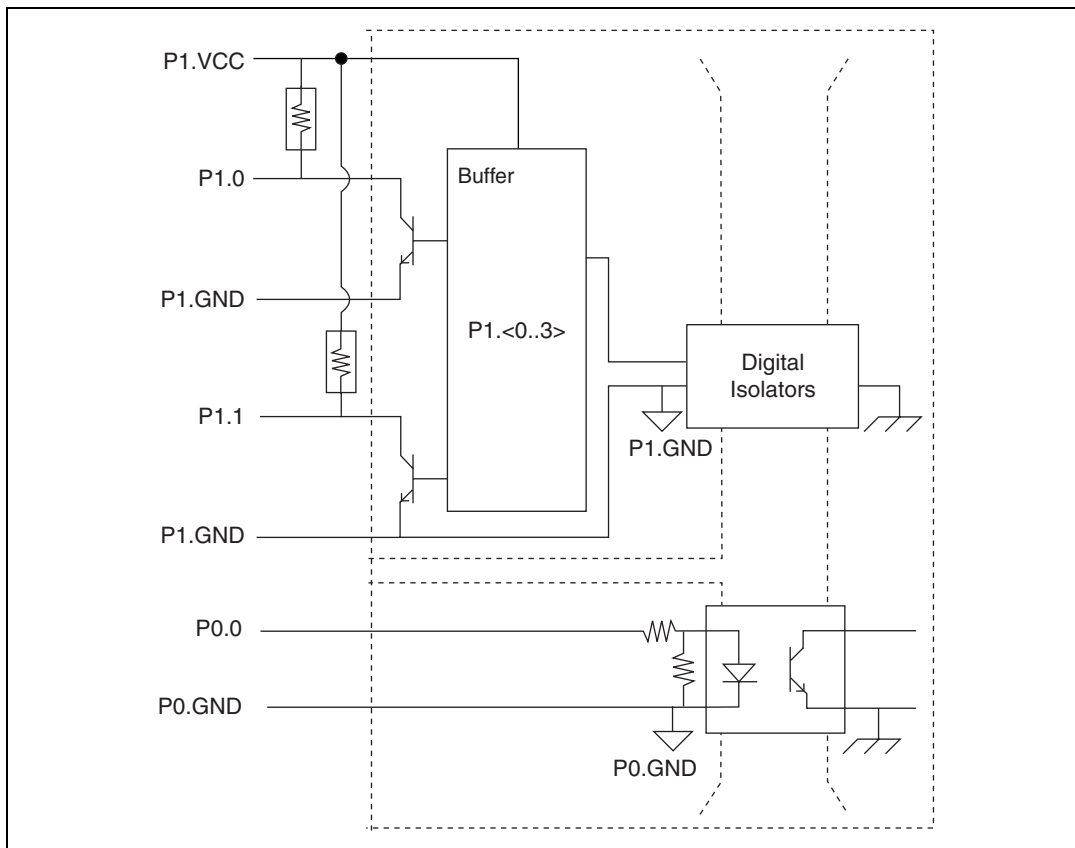 P1.VCC
Buffer
P1.0
P1.GND
P1.<0..3>
Digital
Isolators
P1.1
P1.GND
P1.GND
P0.0
P0.GND
P0.GND